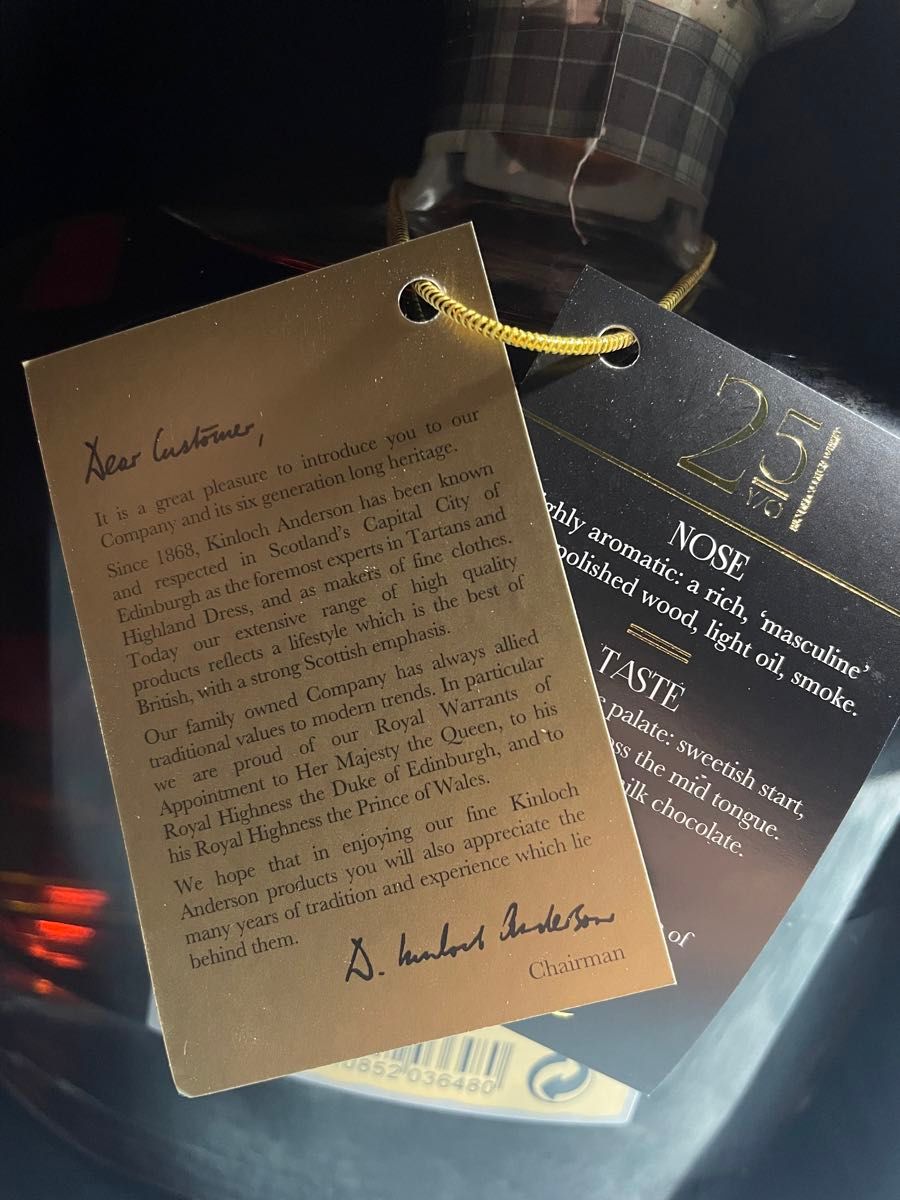 Dear Customer,
It is a great pleasure to introduce you to our
Company and its six generation long heritage.
Since 1868, Kinloch Anderson has been known
and respected in Scotland's Capital City of
Edinburgh as the foremost experts in Tartans and
Highland Dress, and as makers of fine clothes.
Today our extensive range of high quality
products reflects a lifestyle which is the best of
British, with a strong Scottish emphasis.
Our family owned Company has always allied
traditional values to modern trends. In particular
we are proud of our Royal Warrants of
Appointment to Her Majesty the Queen, to his
Royal Highness the Duke of Edinburgh, and to
his Royal Highness the Prince of Wales.
We hope that in enjoying our fine Kinloch
Anderson products you will also appreciate the
many years of tradition and experience which lie
behind them.
D. Kinloch Anderson
Chairman
25
YO
NOSE
ghly aromatic: a rich, 'masculine'
polished wood, light oil, smoke.
TASTE
palate: sweetish start,
ss the mid tongue.
ilk chocolate.
of
0852 036480